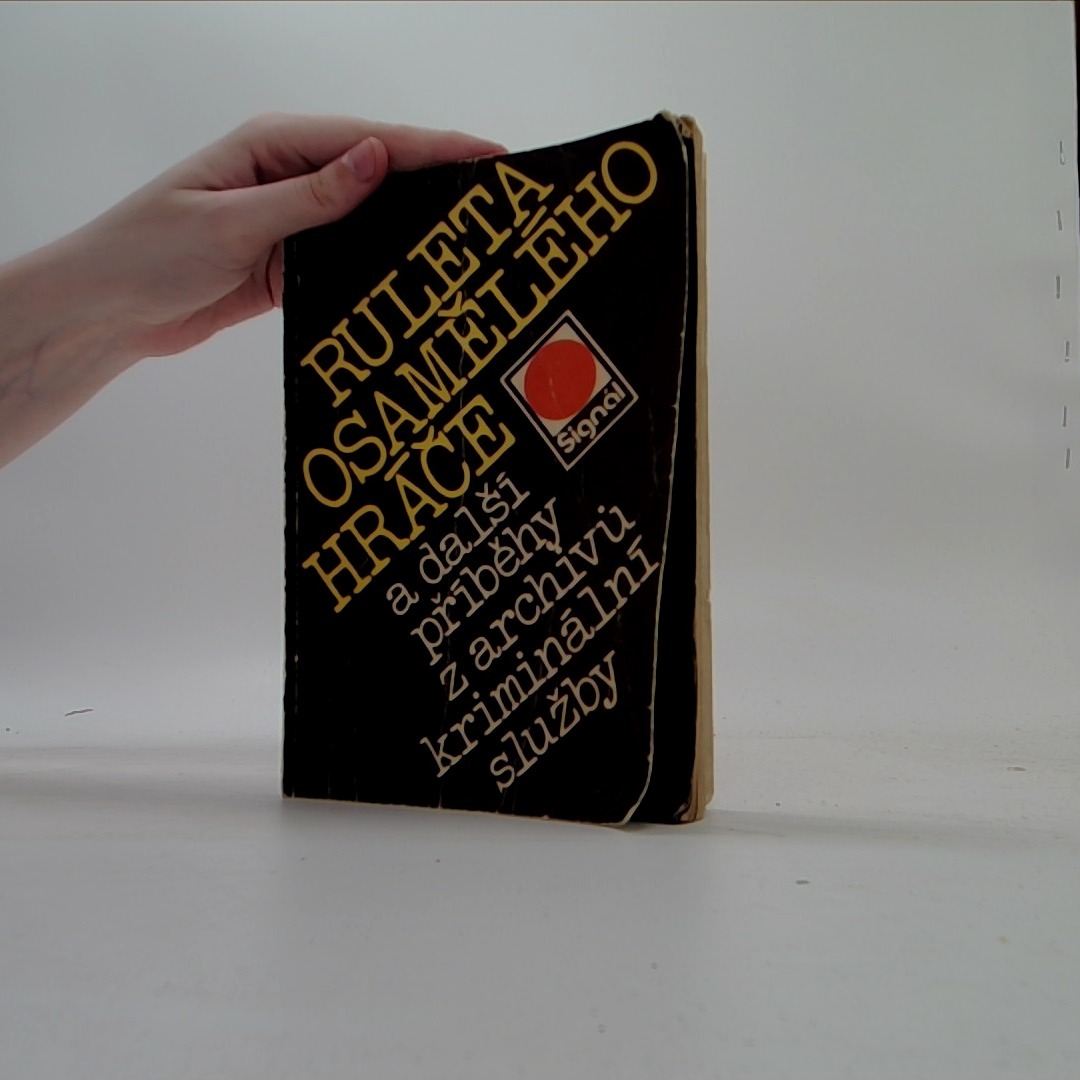 RULETA
OSAMĚLÉHO
HRÁČE
Signál
a další
příběhy
z archivů
kriminální
služby